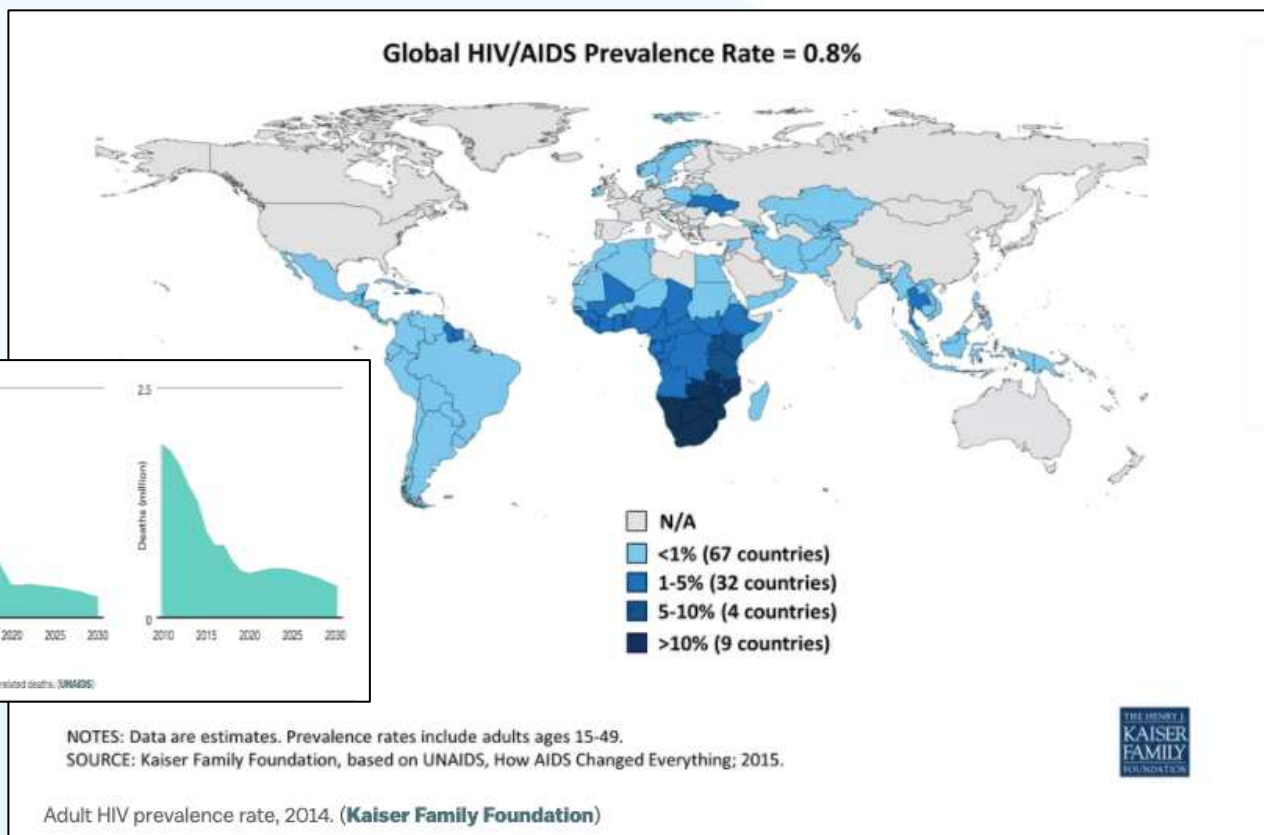 Global HIV/AIDS Prevalence Rate = 0.8%
N/A
<1% (67 countries)
1-5% (32 countries)
5-10% (4 countries)
>10% (9 countries)
2.5
Deaths (million)
0
2020 2025 2030
2010 2015 2020 2025 2030
related deaths. (UNAIDS)
NOTES: Data are estimates. Prevalence rates include adults ages 15-49.
SOURCE: Kaiser Family Foundation, based on UNAIDS, How AIDS Changed Everything; 2015.
THE HENRY J.
KAISER
FAMILY
FOUNDATION
Adult HIV prevalence rate, 2014. (Kaiser Family Foundation)